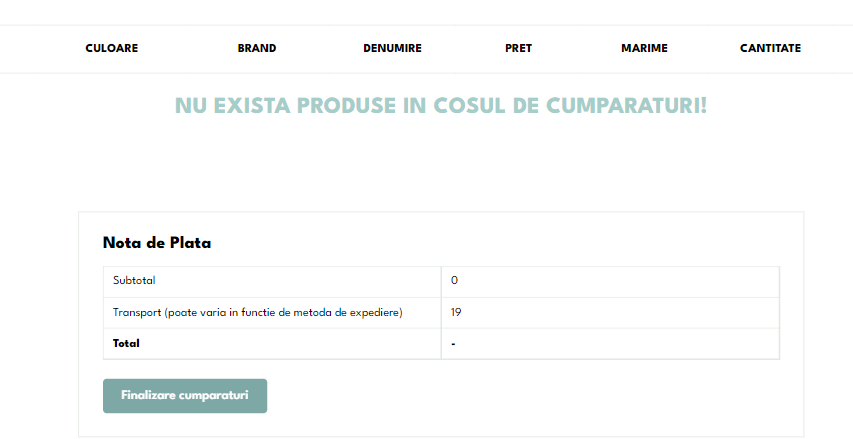 CULOARE BRAND DENUMIRE PRET MARIME CANTITATE
NU EXISTA PRODUSE IN COSUL DE CUMPARATURI!
Nota de Plata
Subtotal 0
Transport (poate varia in functie de metoda de expediere) 19
Total -
Finalizare cumparaturi